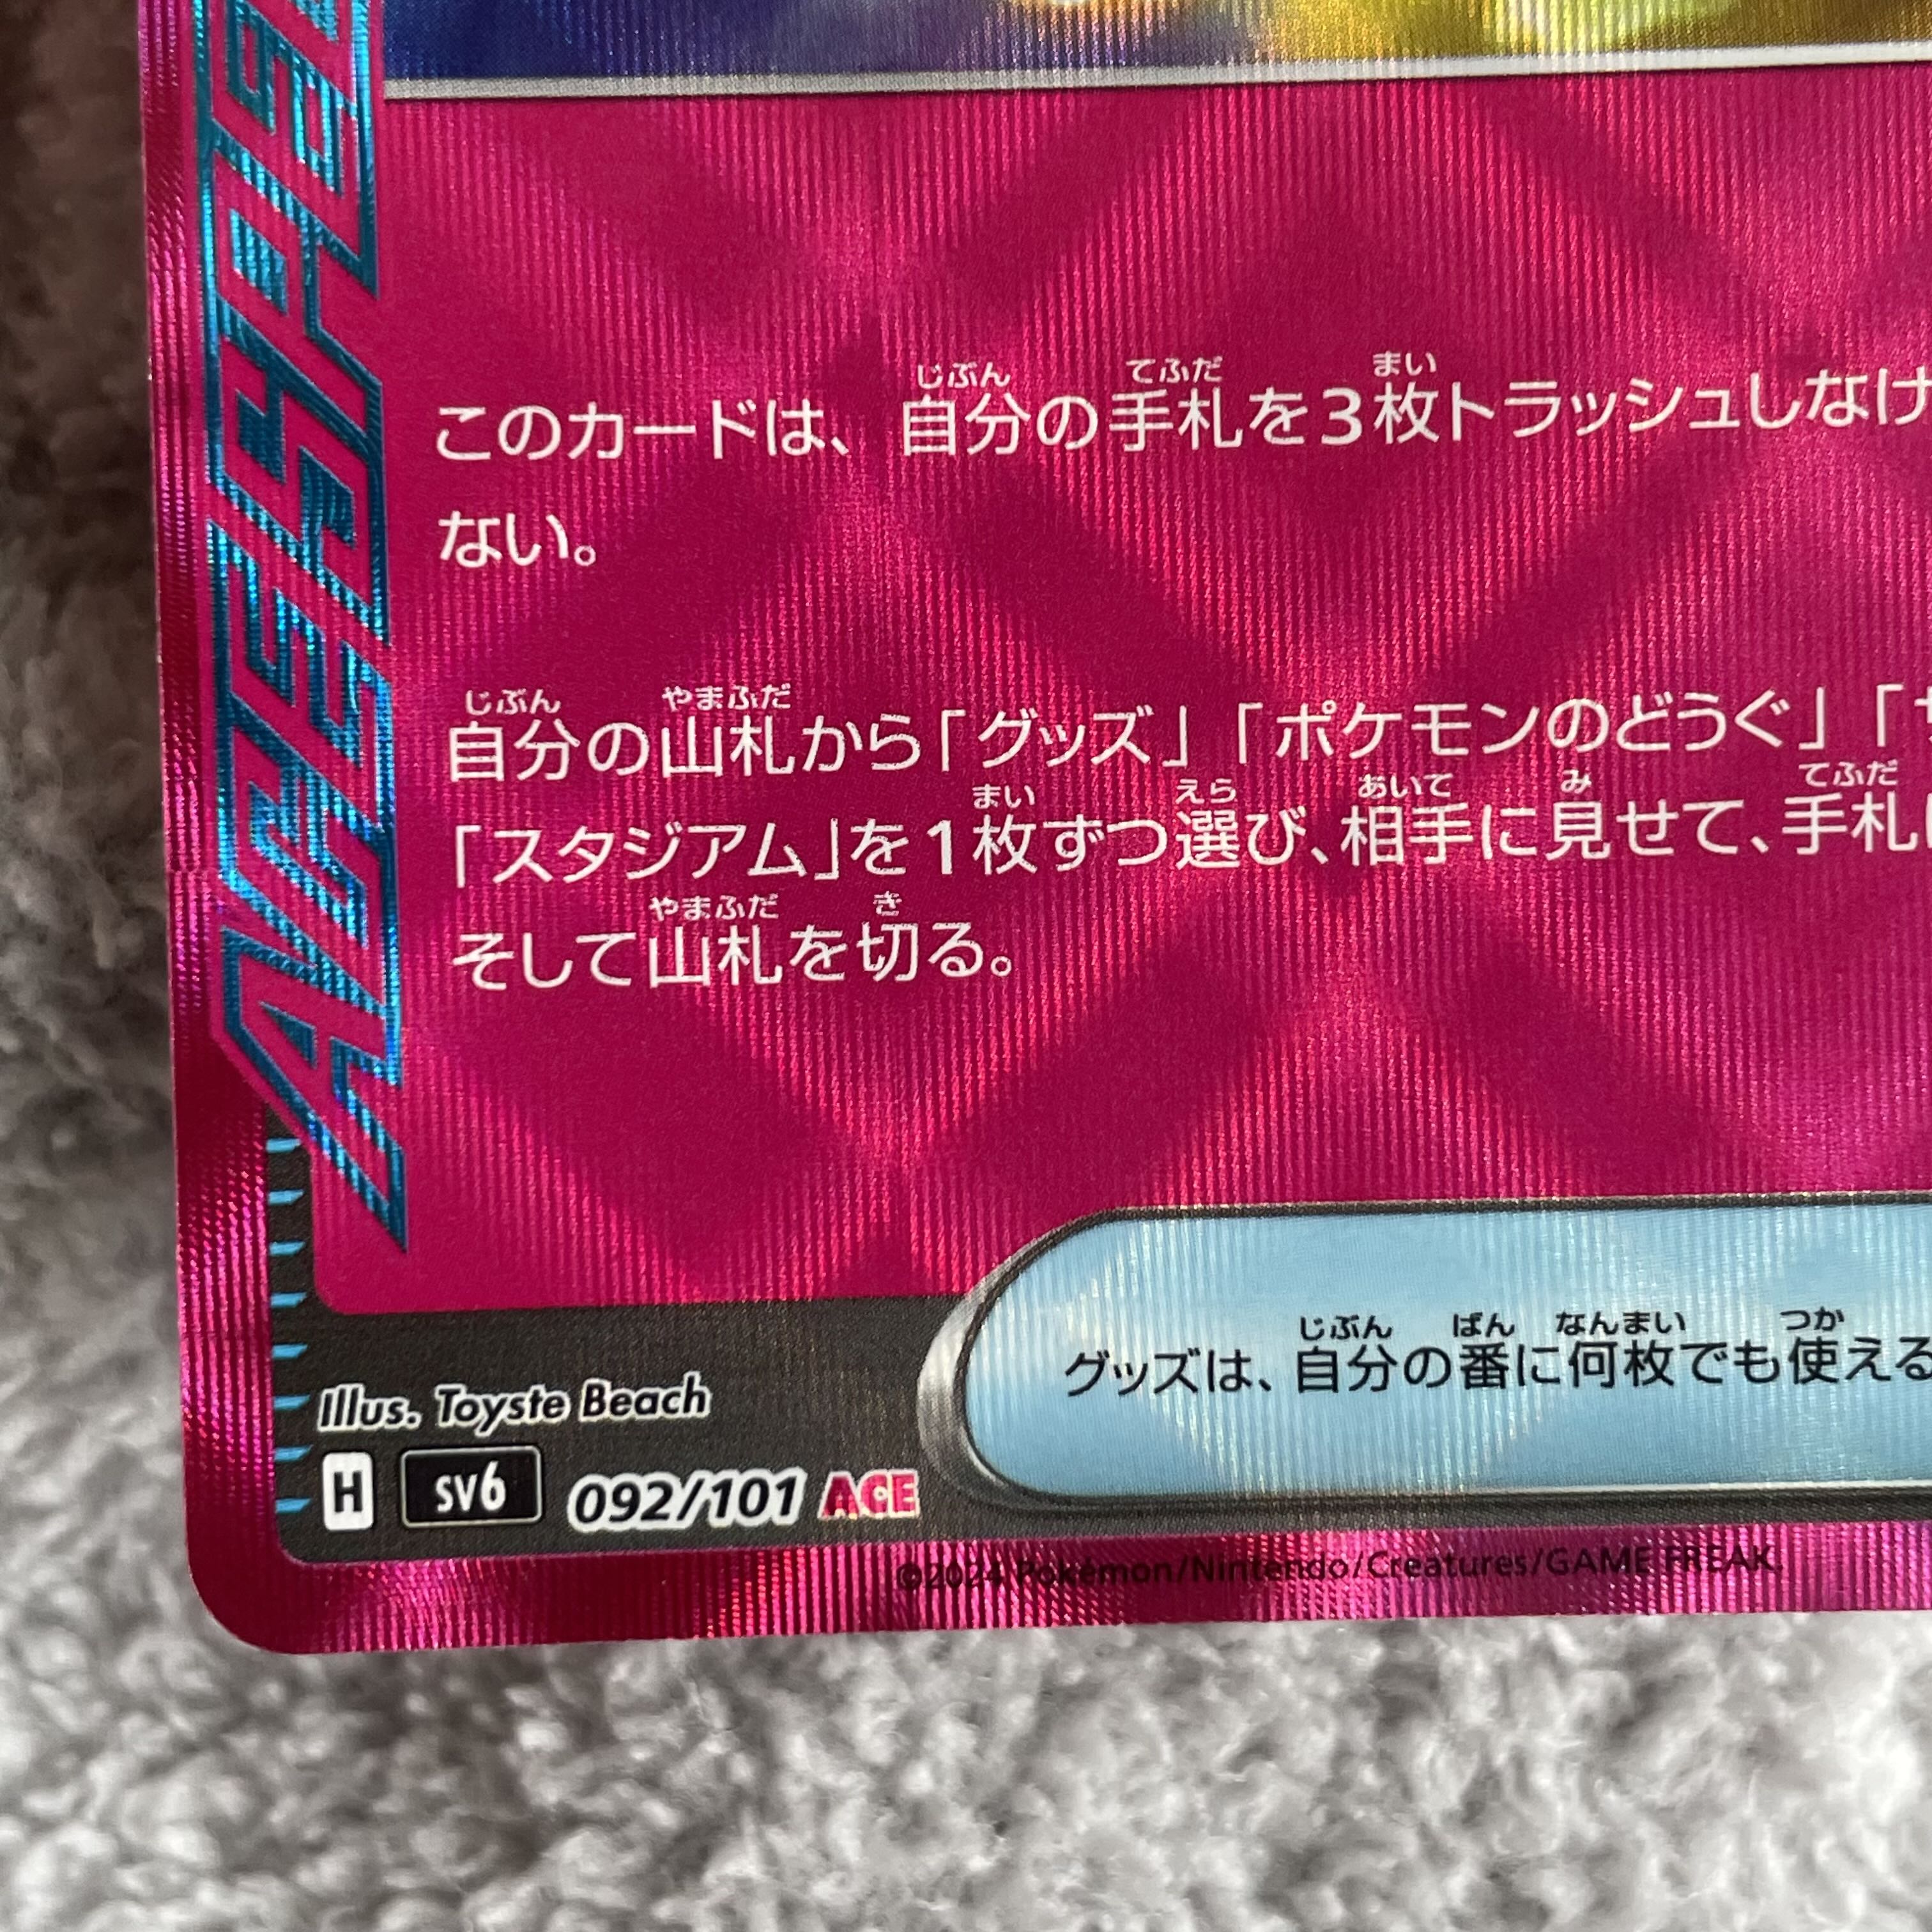 このカードは、自分の手札を3枚トラッシュしなけ
ない。
自分の山札から「グッズ」「ポケモンのどうぐ」「
「スタジアム」を1枚ずつ選び、相手に見せて、手札
そして山札を切る。
グッズは、自分の番に何枚でも使える
Illus. Toyste Beach
H SV6 092/101 ACE
©2024 Pokémon/Nintendo/Creatures/GAME FREAK.